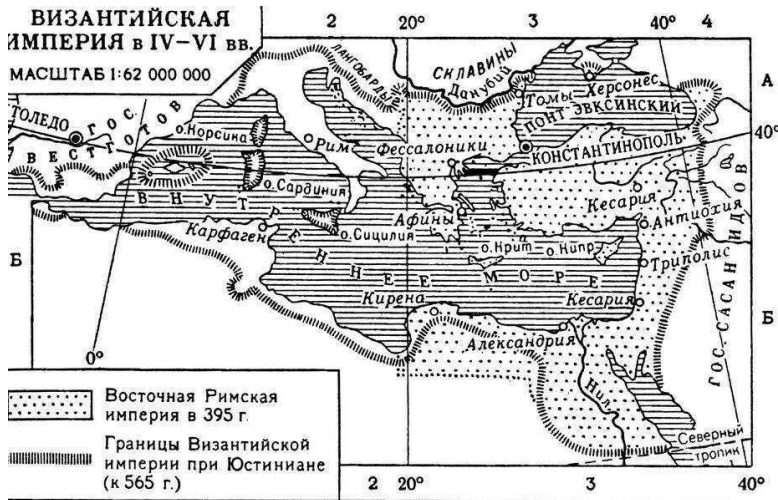 ВИЗАНТИЙСКАЯ
ИМПЕРИЯ в IV–VI вв.
МАСШТАБ 1:62 000 000
2 20° 3 40° 4
А
40°
ЛАНГОБАРДЫ
СКЛАВИНЫ
Данубий
Томы
Херсонес
ПОНТ ЭВКСИНСКИЙ
ТОЛЕДО
ГОС.
ВЕСТГОТОВ
о.Корсика
Рим
Фессалоники
КОНСТАНТИНОПОЛЬ
о.Сардиния
Кесария
Антиохия
Афины
Карфаген
о.Сицилия
о.Крит
о.Кипр
Триполис
ВНУТРЕННЕЕ МОРЕ
Б
Кирена
Кесария
Александрия
Б
ГОС. САСАНИДОВ
0°
Нил
Северный
тропик
Восточная Римская
империя в 395 г.
Границы Византийской
империи при Юстиниане
(к 565 г.)
2 20° 3 40°